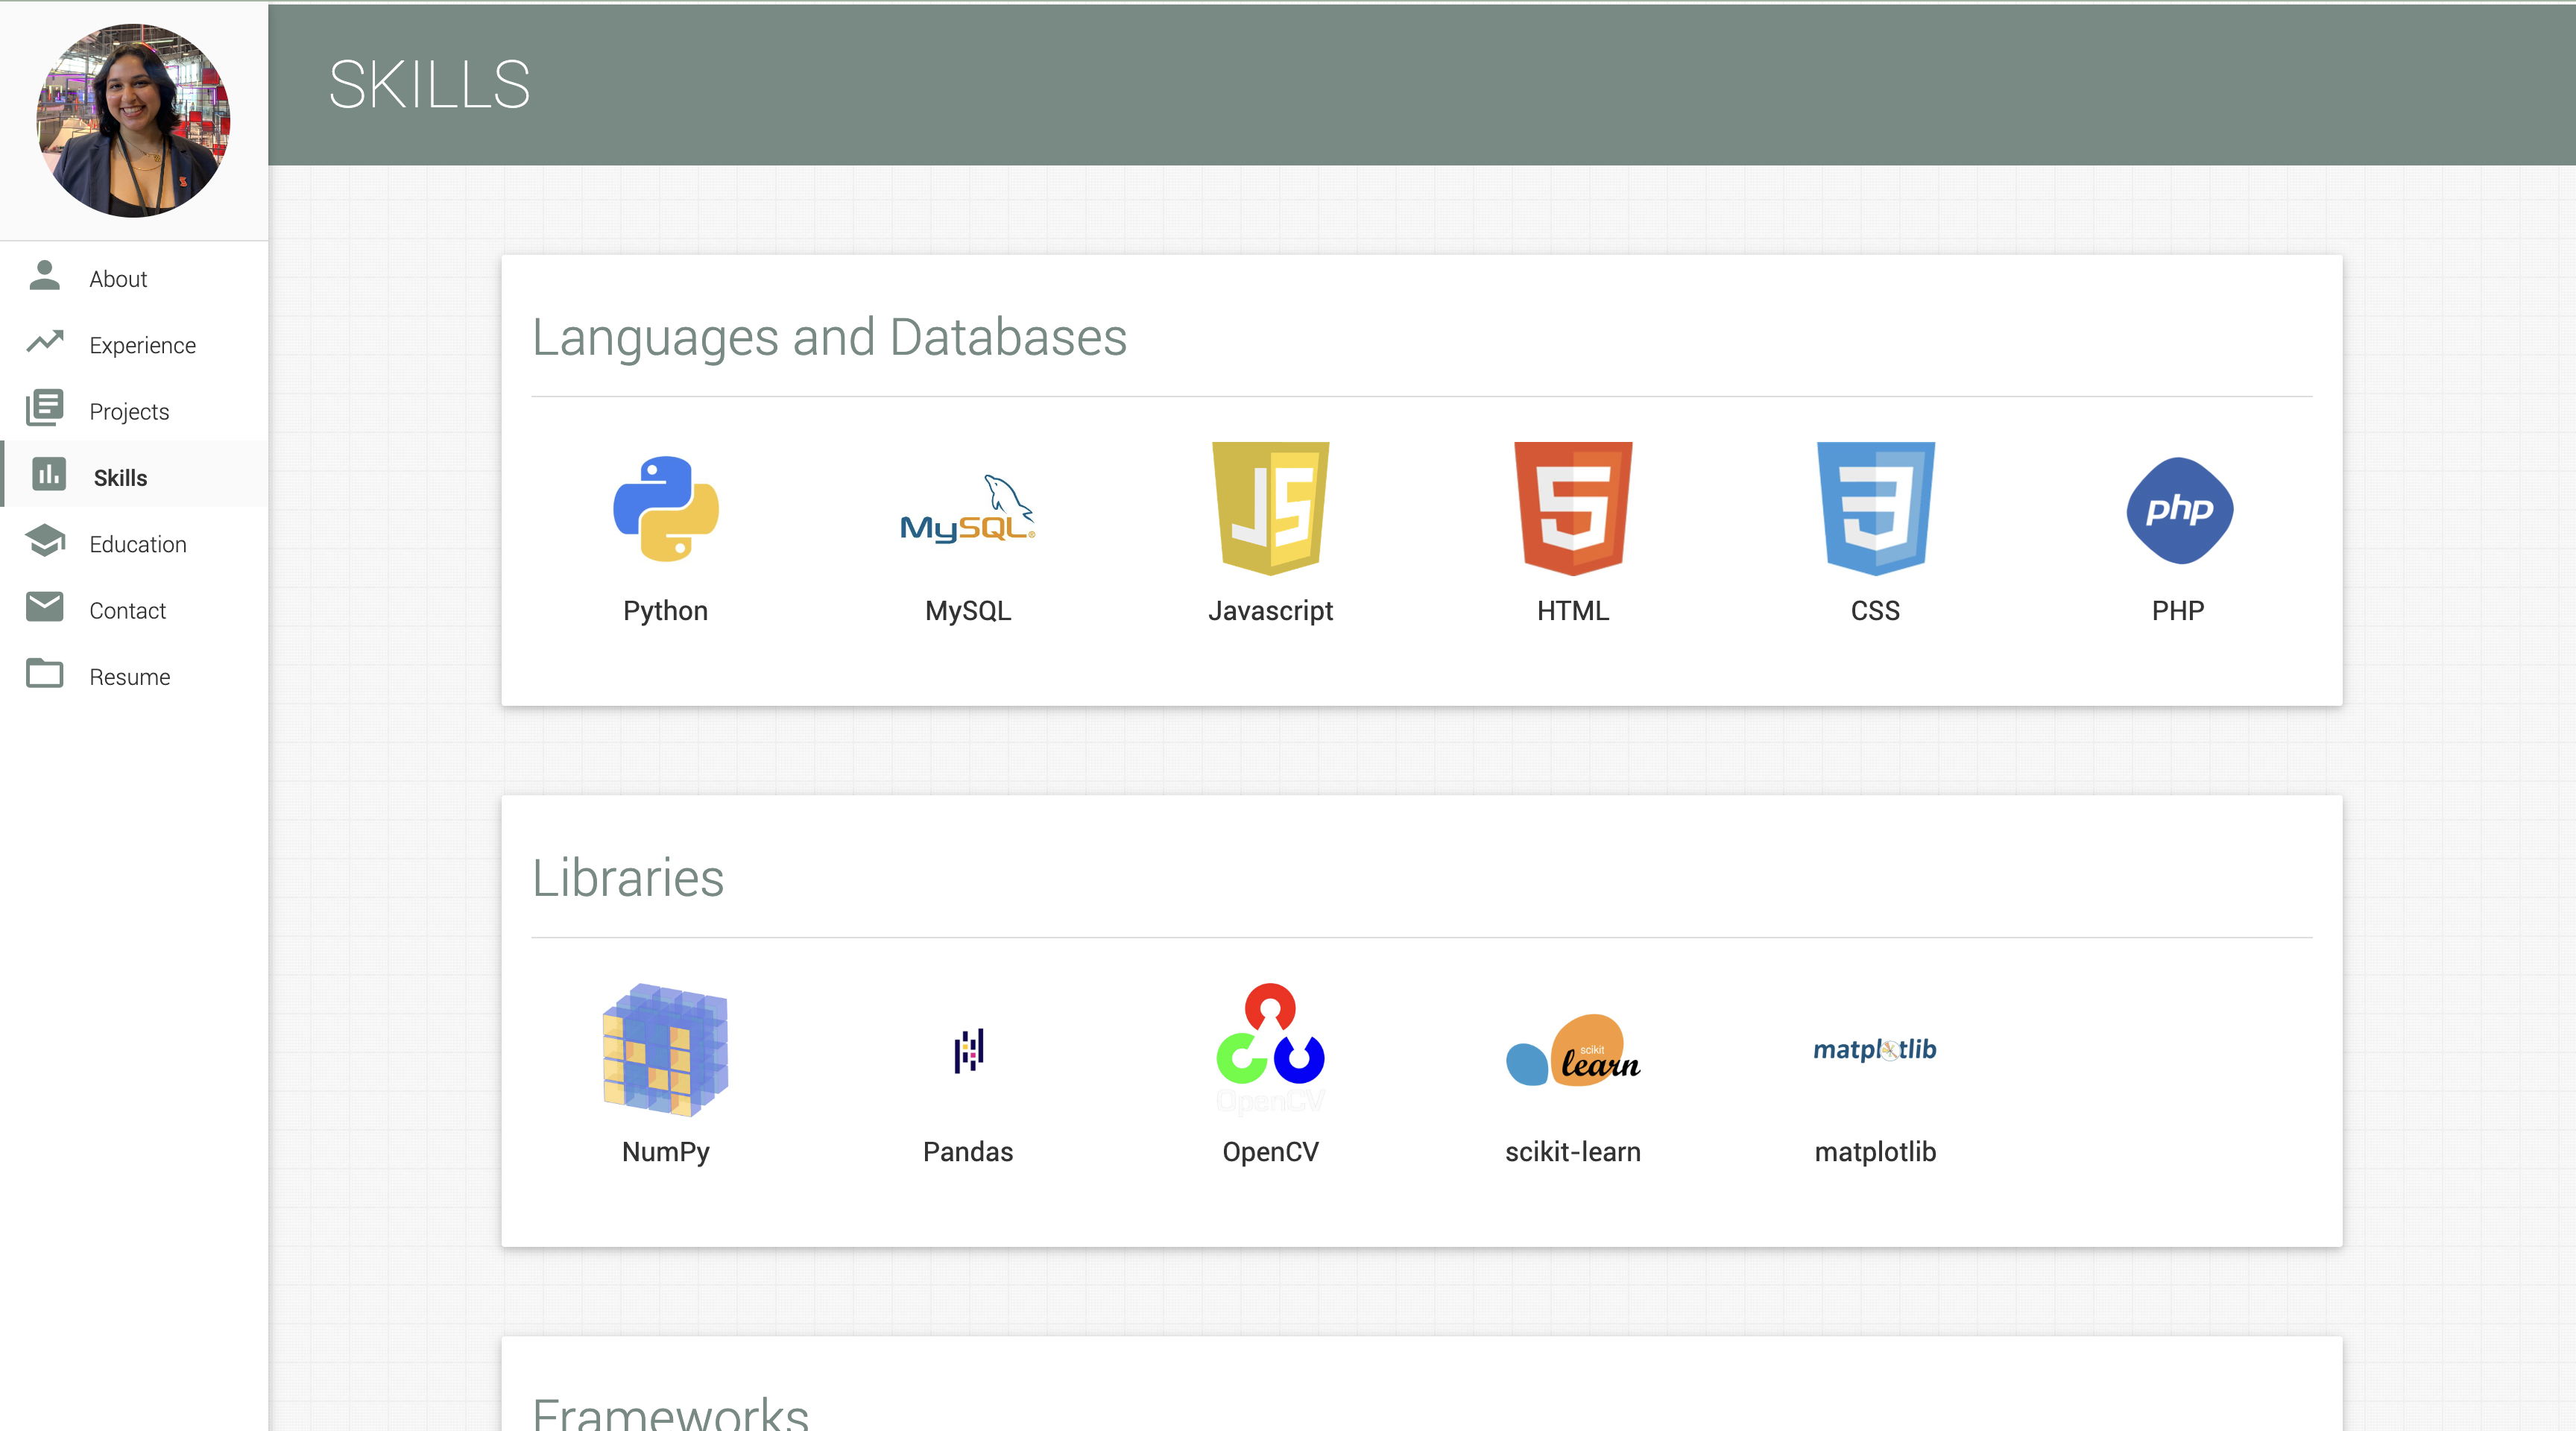 SKILLS
About
Experience
Projects
Skills
Education
Contact
Resume
Languages and Databases
MySQL®
JS
5
3
php
Python
MySQL
Javascript
HTML
CSS
PHP
Libraries
OpenCV
scikit
learn
matplotlib
NumPy
Pandas
OpenCV
scikit-learn
matplotlib
Frameworks